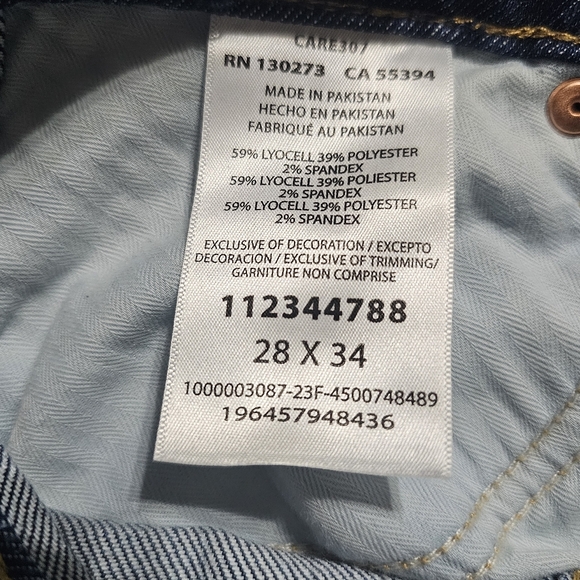 CARE307
RN 130273 CA 55394
MADE IN PAKISTAN
HECHO EN PAKISTAN
FABRIQUÉ AU PAKISTAN
59% LYOCELL 39% POLYESTER
2% SPANDEX
59% LYOCELL 39% POLIESTER
2% SPANDEX
59% LYOCELL 39% POLYESTER
2% SPANDEX
EXCLUSIVE OF DECORATION / EXCEPTO
DECORACIÓN / EXCLUSIVE OF TRIMMING/
GARNITURE NON COMPRISE
112344788
28 X 34
1000003087-23F-4500748489
196457948436